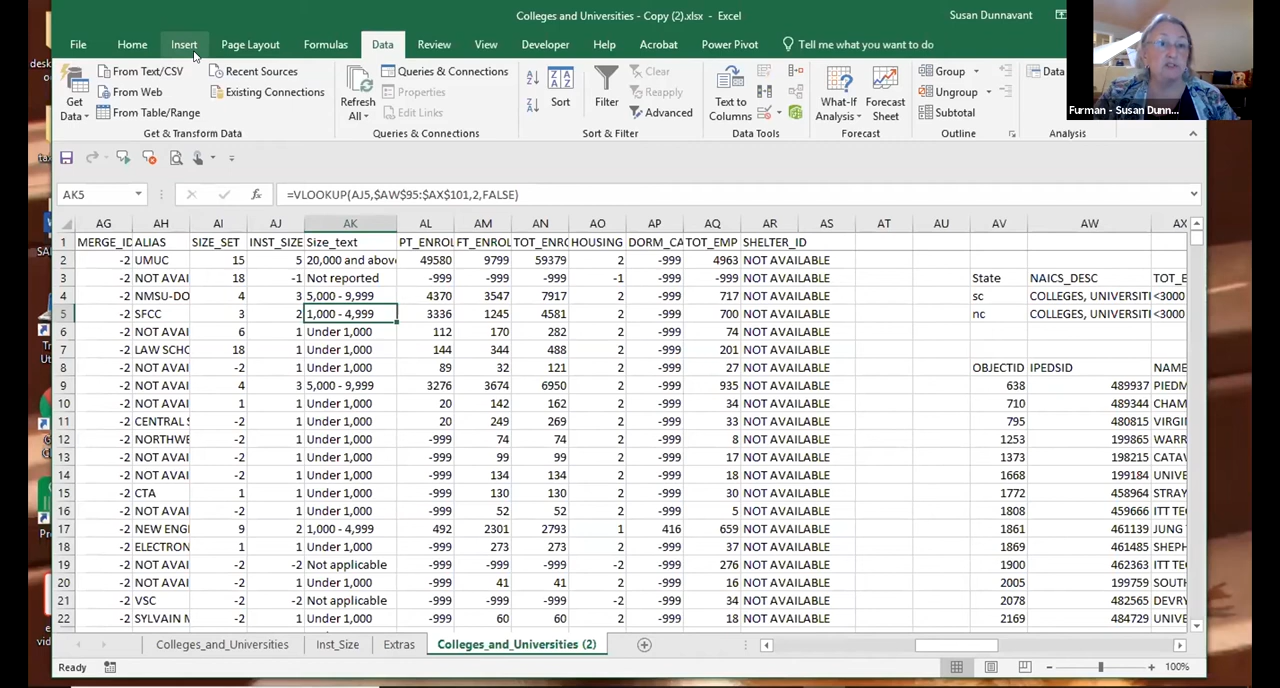 Colleges and Universities - Copy (2).xlsx - Excel
Susan Dunnavant
File Home Insert Page Layout Formulas Data Review View Developer Help Acrobat Power Pivot Tell me what you want to do
Furman - Susan Dunn...
From Text/CSV Recent Sources Queries & Connections Clear Group Data
Get Data From Web Existing Connections Refresh All Properties Sort Filter Reapply Text to Columns What-If Analysis Forecast Sheet Ungroup
From Table/Range Edit Links Advanced Subtotal
Get & Transform Data Queries & Connections Sort & Filter Data Tools Forecast Outline Analysis
AK5 fx =VLOOKUP(AJ5,$AW$95:$AX$101,2,FALSE)
AG AH AI AJ AK AL AM AN AO AP AQ AR AS AT AU AV AW AX
1 MERGE_ID ALIAS SIZE_SET INST_SIZE Size_text PT_ENROL FT_ENROL TOT_ENRO HOUSING DORM_CA TOT_EMP SHELTER_ID
2 -2 UMUC 15 5 20,000 and above 49580 9799 59379 2 -999 4963 NOT AVAILABLE
3 -2 NOT AVAI 18 -1 Not reported -999 -999 -999 -1 -999 -999 NOT AVAILABLE State NAICS_DESC TOT_E
4 -2 NMSU-DO 4 3 5,000 - 9,999 4370 3547 7917 2 -999 717 NOT AVAILABLE sc COLLEGES, UNIVERSITI <3000
5 -2 SFCC 3 2 1,000 - 4,999 3336 1245 4581 2 -999 700 NOT AVAILABLE nc COLLEGES, UNIVERSITI <3000
6 -2 NOT AVAI 6 1 Under 1,000 112 170 282 2 -999 74 NOT AVAILABLE
7 -2 LAW SCHO 18 1 Under 1,000 144 344 488 2 -999 201 NOT AVAILABLE
8 -2 NOT AVAI -2 1 Under 1,000 89 32 121 2 -999 27 NOT AVAILABLE OBJECTID IPEDSID NAME
9 -2 NOT AVAI 4 3 5,000 - 9,999 3276 3674 6950 2 -999 935 NOT AVAILABLE 638 489937 PIEDM
10 -2 NOT AVAI 1 1 Under 1,000 20 142 162 2 -999 34 NOT AVAILABLE 710 489344 CHAM
11 -2 CENTRAL S -2 1 Under 1,000 20 249 269 2 -999 33 NOT AVAILABLE 795 480815 VIRGIN
12 -2 NORTHWE -2 1 Under 1,000 -999 74 74 2 -999 8 NOT AVAILABLE 1253 199865 WARR
13 -2 NOT AVAI -2 1 Under 1,000 -999 99 99 2 -999 17 NOT AVAILABLE 1373 198215 CATAV
14 -2 NOT AVAI -2 1 Under 1,000 -999 134 134 2 -999 18 NOT AVAILABLE 1668 199184 UNIVE
15 -2 CTA 1 1 Under 1,000 -999 130 130 2 -999 30 NOT AVAILABLE 1772 458964 STRAY
16 -2 NOT AVAI -2 1 Under 1,000 -999 52 52 2 -999 5 NOT AVAILABLE 1808 459666 ITT TEC
17 -2 NEW ENG 9 2 1,000 - 4,999 492 2301 2793 1 416 659 NOT AVAILABLE 1861 461139 JUNG T
18 -2 ELECTRON 1 1 Under 1,000 -999 273 273 2 -999 37 NOT AVAILABLE 1869 461485 SHEPH
19 -2 NOT AVAI -2 -2 Not applicable -999 -999 -999 -2 -999 276 NOT AVAILABLE 1900 462363 ITT TEC
20 -2 NOT AVAI -2 1 Under 1,000 -999 41 41 2 -999 16 NOT AVAILABLE 2005 199759 SOUTH
21 -2 VSC -2 -2 Not applicable -999 -999 -999 -2 -999 34 NOT AVAILABLE 2078 482565 DEVRY
22 -2 SYLVAIN M -2 1 Under 1,000 -999 60 60 2 -999 18 NOT AVAILABLE 2169 484729 UNIVE
Colleges_and_Universities Inst_Size Extras Colleges_and_Universities (2)
Ready 100%